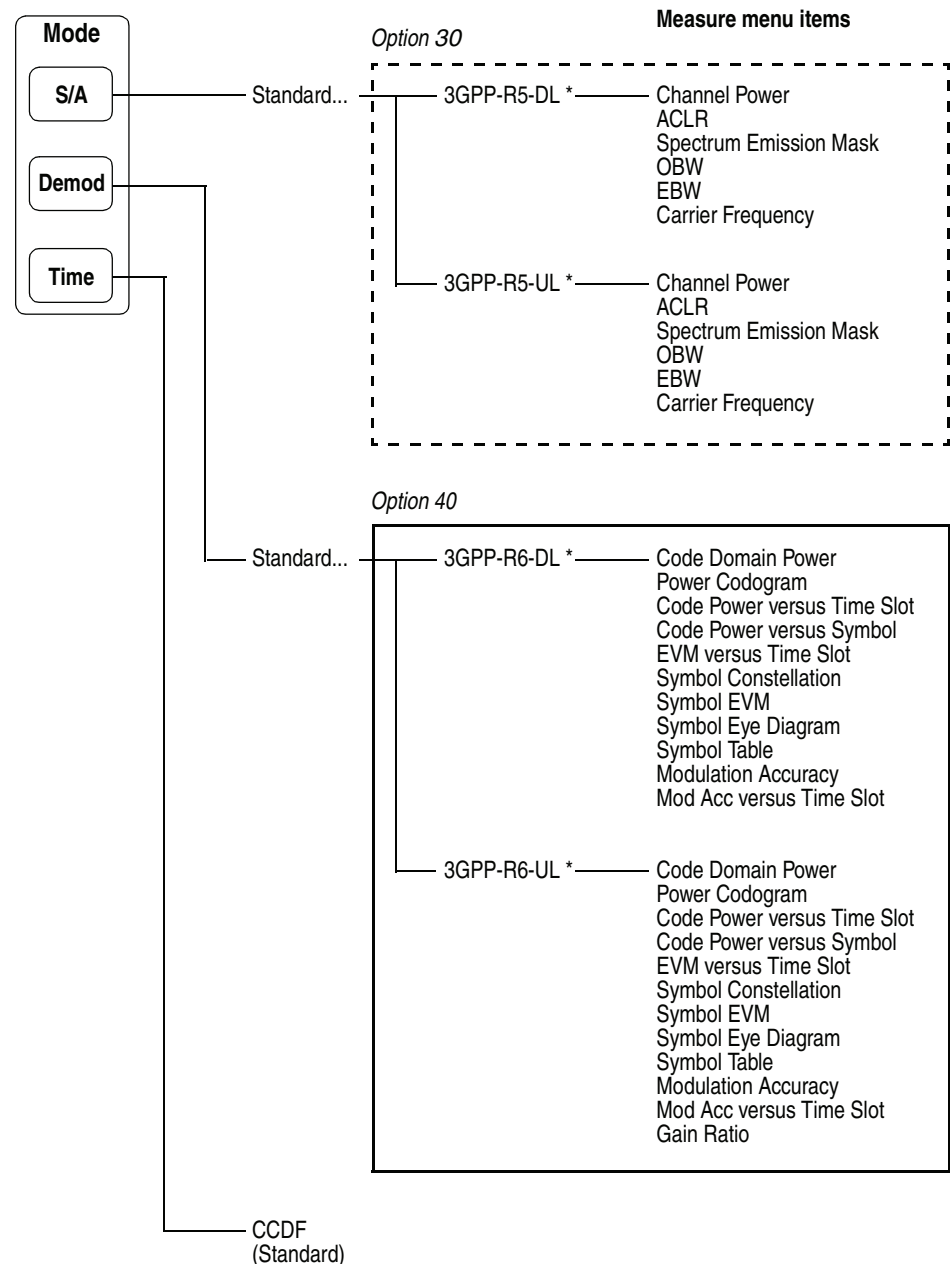 Measure menu items
Mode
Option 30
S/A
Standard...
3GPP-R5-DL *
Channel Power
ACLR
Spectrum Emission Mask
OBW
EBW
Carrier Frequency
Demod
Time
3GPP-R5-UL *
Channel Power
ACLR
Spectrum Emission Mask
OBW
EBW
Carrier Frequency
Option 40
Standard...
3GPP-R6-DL *
Code Domain Power
Power Codogram
Code Power versus Time Slot
Code Power versus Symbol
EVM versus Time Slot
Symbol Constellation
Symbol EVM
Symbol Eye Diagram
Symbol Table
Modulation Accuracy
Mod Acc versus Time Slot
3GPP-R6-UL *
Code Domain Power
Power Codogram
Code Power versus Time Slot
Code Power versus Symbol
EVM versus Time Slot
Symbol Constellation
Symbol EVM
Symbol Eye Diagram
Symbol Table
Modulation Accuracy
Mod Acc versus Time Slot
Gain Ratio
CCDF
(Standard)